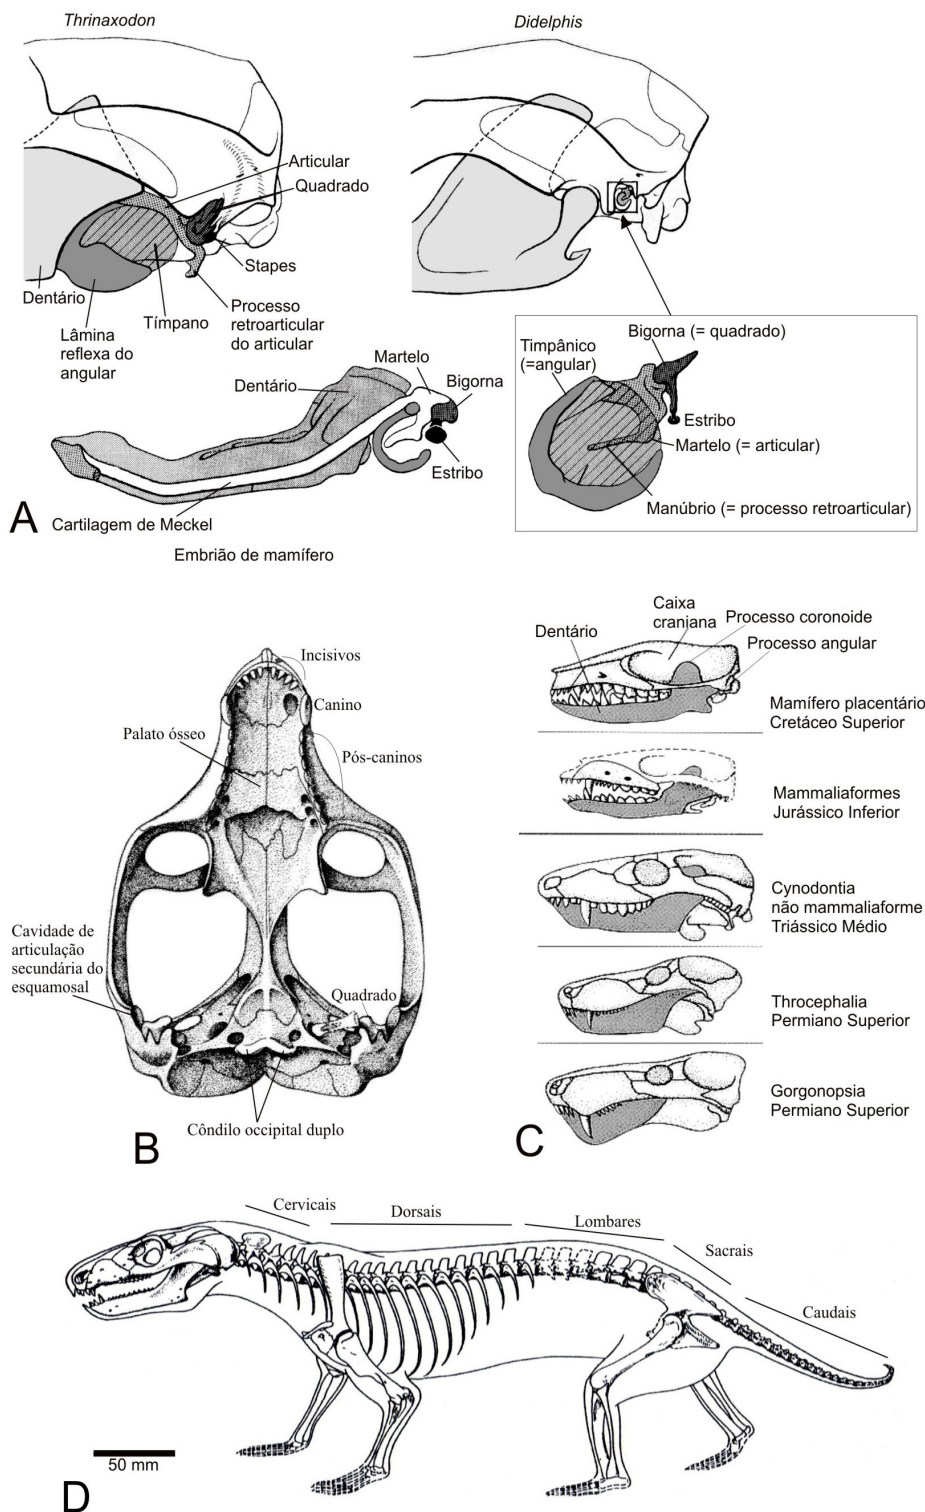 Thrinaxodon
Didelphis
Articular
Quadrado
Stapes
Dentário
Tímpano
Processo
retroarticular
do articular
Lâmina
reflexa do
angular
Martelo
Dentário
Bigorna
Estribo
Cartilagem de Meckel
A
Embrião de mamífero
Bigorna (= quadrado)
Timpânico
(=angular)
Estribo
Martelo (= articular)
Manúbrio (= processo retroarticular)
Incisivos
Canino
Palato ósseo
Pós-caninos
Cavidade de
articulação
secundária do
esquamosal
Quadrado
Côndilo occipital duplo
B
Caixa
craniana
Processo coronoide
Dentário
Processo angular
Mamífero placentário
Cretáceo Superior
Mammaliaformes
Jurássico Inferior
Cynodontia
não mammaliaforme
Triássico Médio
Throcephalia
Permiano Superior
Gorgonopsia
Permiano Superior
C
Cervicais
Dorsais
Lombares
Sacrais
Caudais
50 mm
D